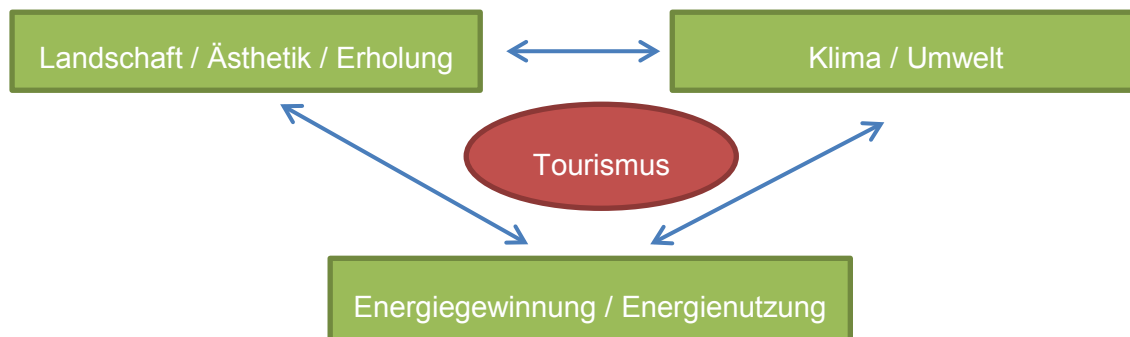 Landschaft / Ästhetik / Erholung
Klima / Umwelt
Tourismus
Energiegewinnung / Energienutzung